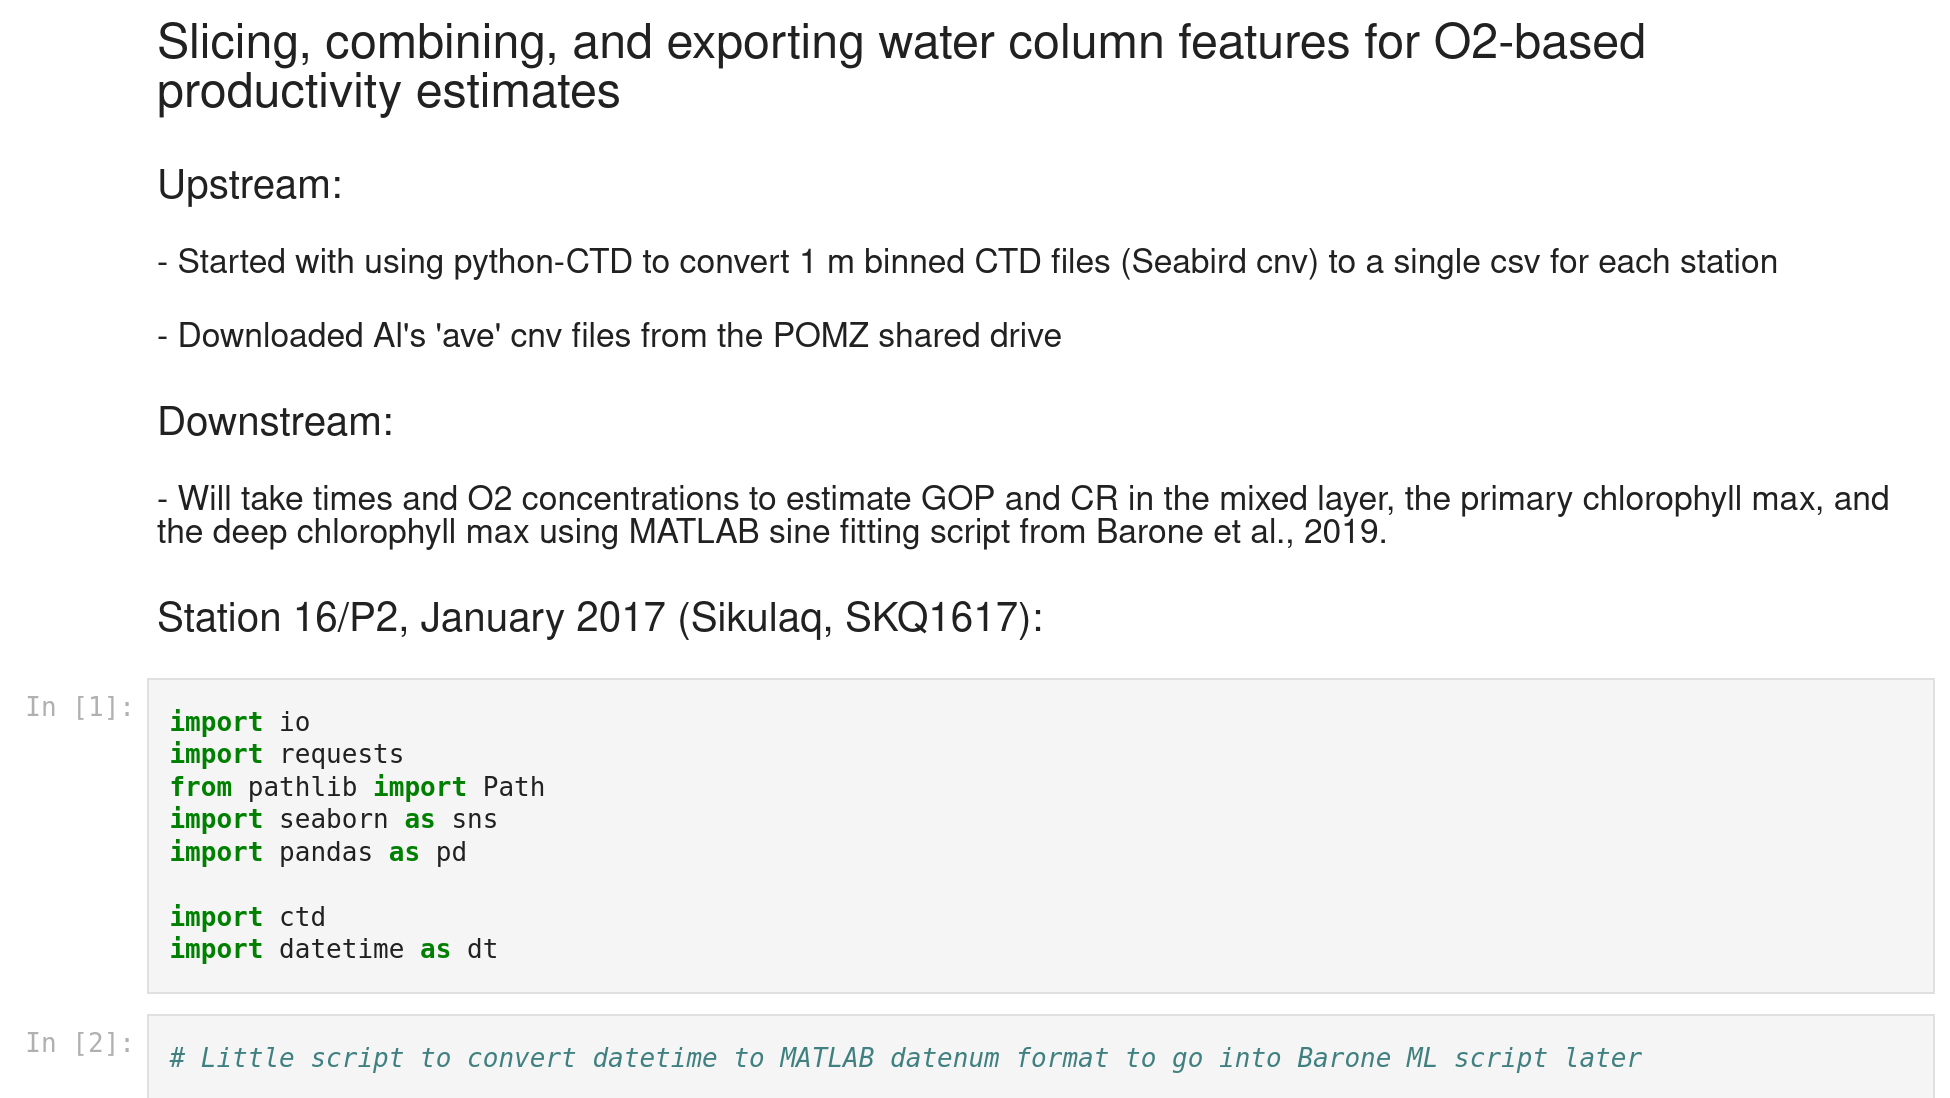 Slicing, combining, and exporting water column features for O2-based
productivity estimates
Upstream:
- Started with using python-CTD to convert 1 m binned CTD files (Seabird cnv) to a single csv for each station
- Downloaded Al's 'ave' cnv files from the POMZ shared drive
Downstream:
- Will take times and O2 concentrations to estimate GOP and CR in the mixed layer, the primary chlorophyll max, and
the deep chlorophyll max using MATLAB sine fitting script from Barone et al., 2019.
Station 16/P2, January 2017 (Sikulaq, SKQ1617):
In [1]:
import io
import requests
from pathlib import Path
import seaborn as sns
import pandas as pd
import ctd
import datetime as dt
In [2]:
# Little script to convert datetime to MATLAB datenum format to go into Barone ML script later